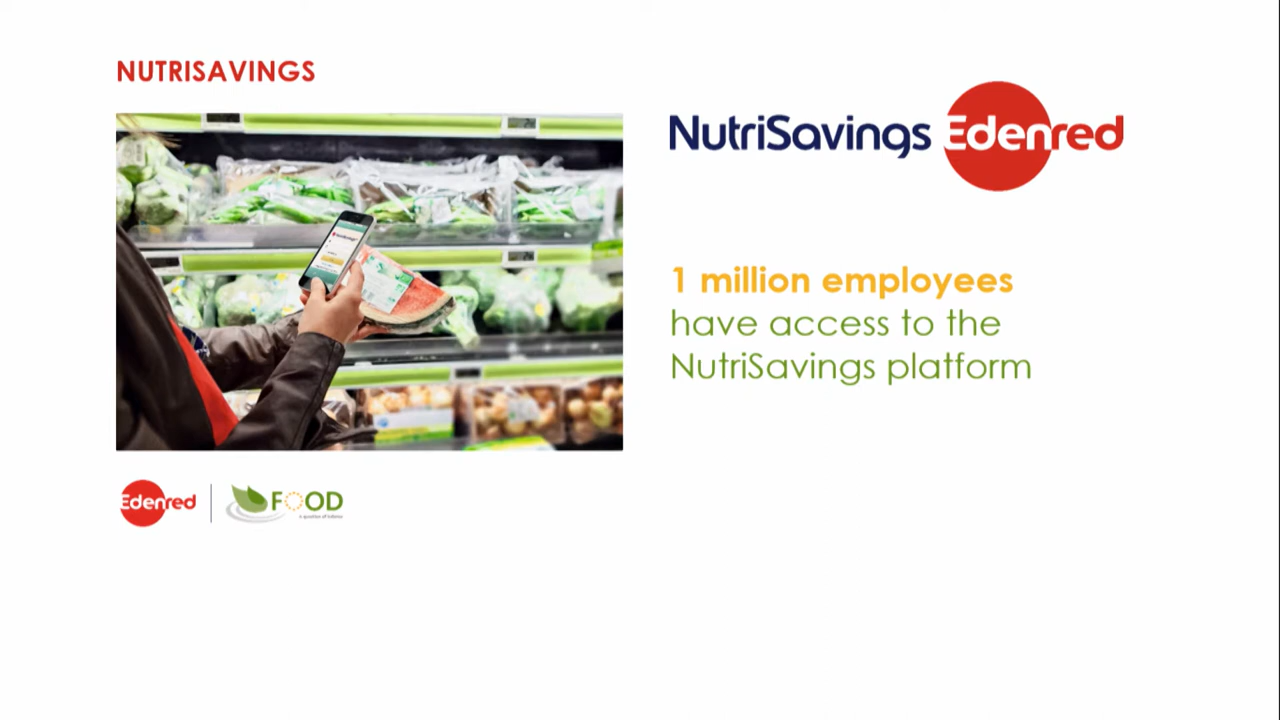 NUTRISAVINGS
NutriSavings Edenred
1 million employees
have access to the
NutriSavings platform
Edenred
FOOD